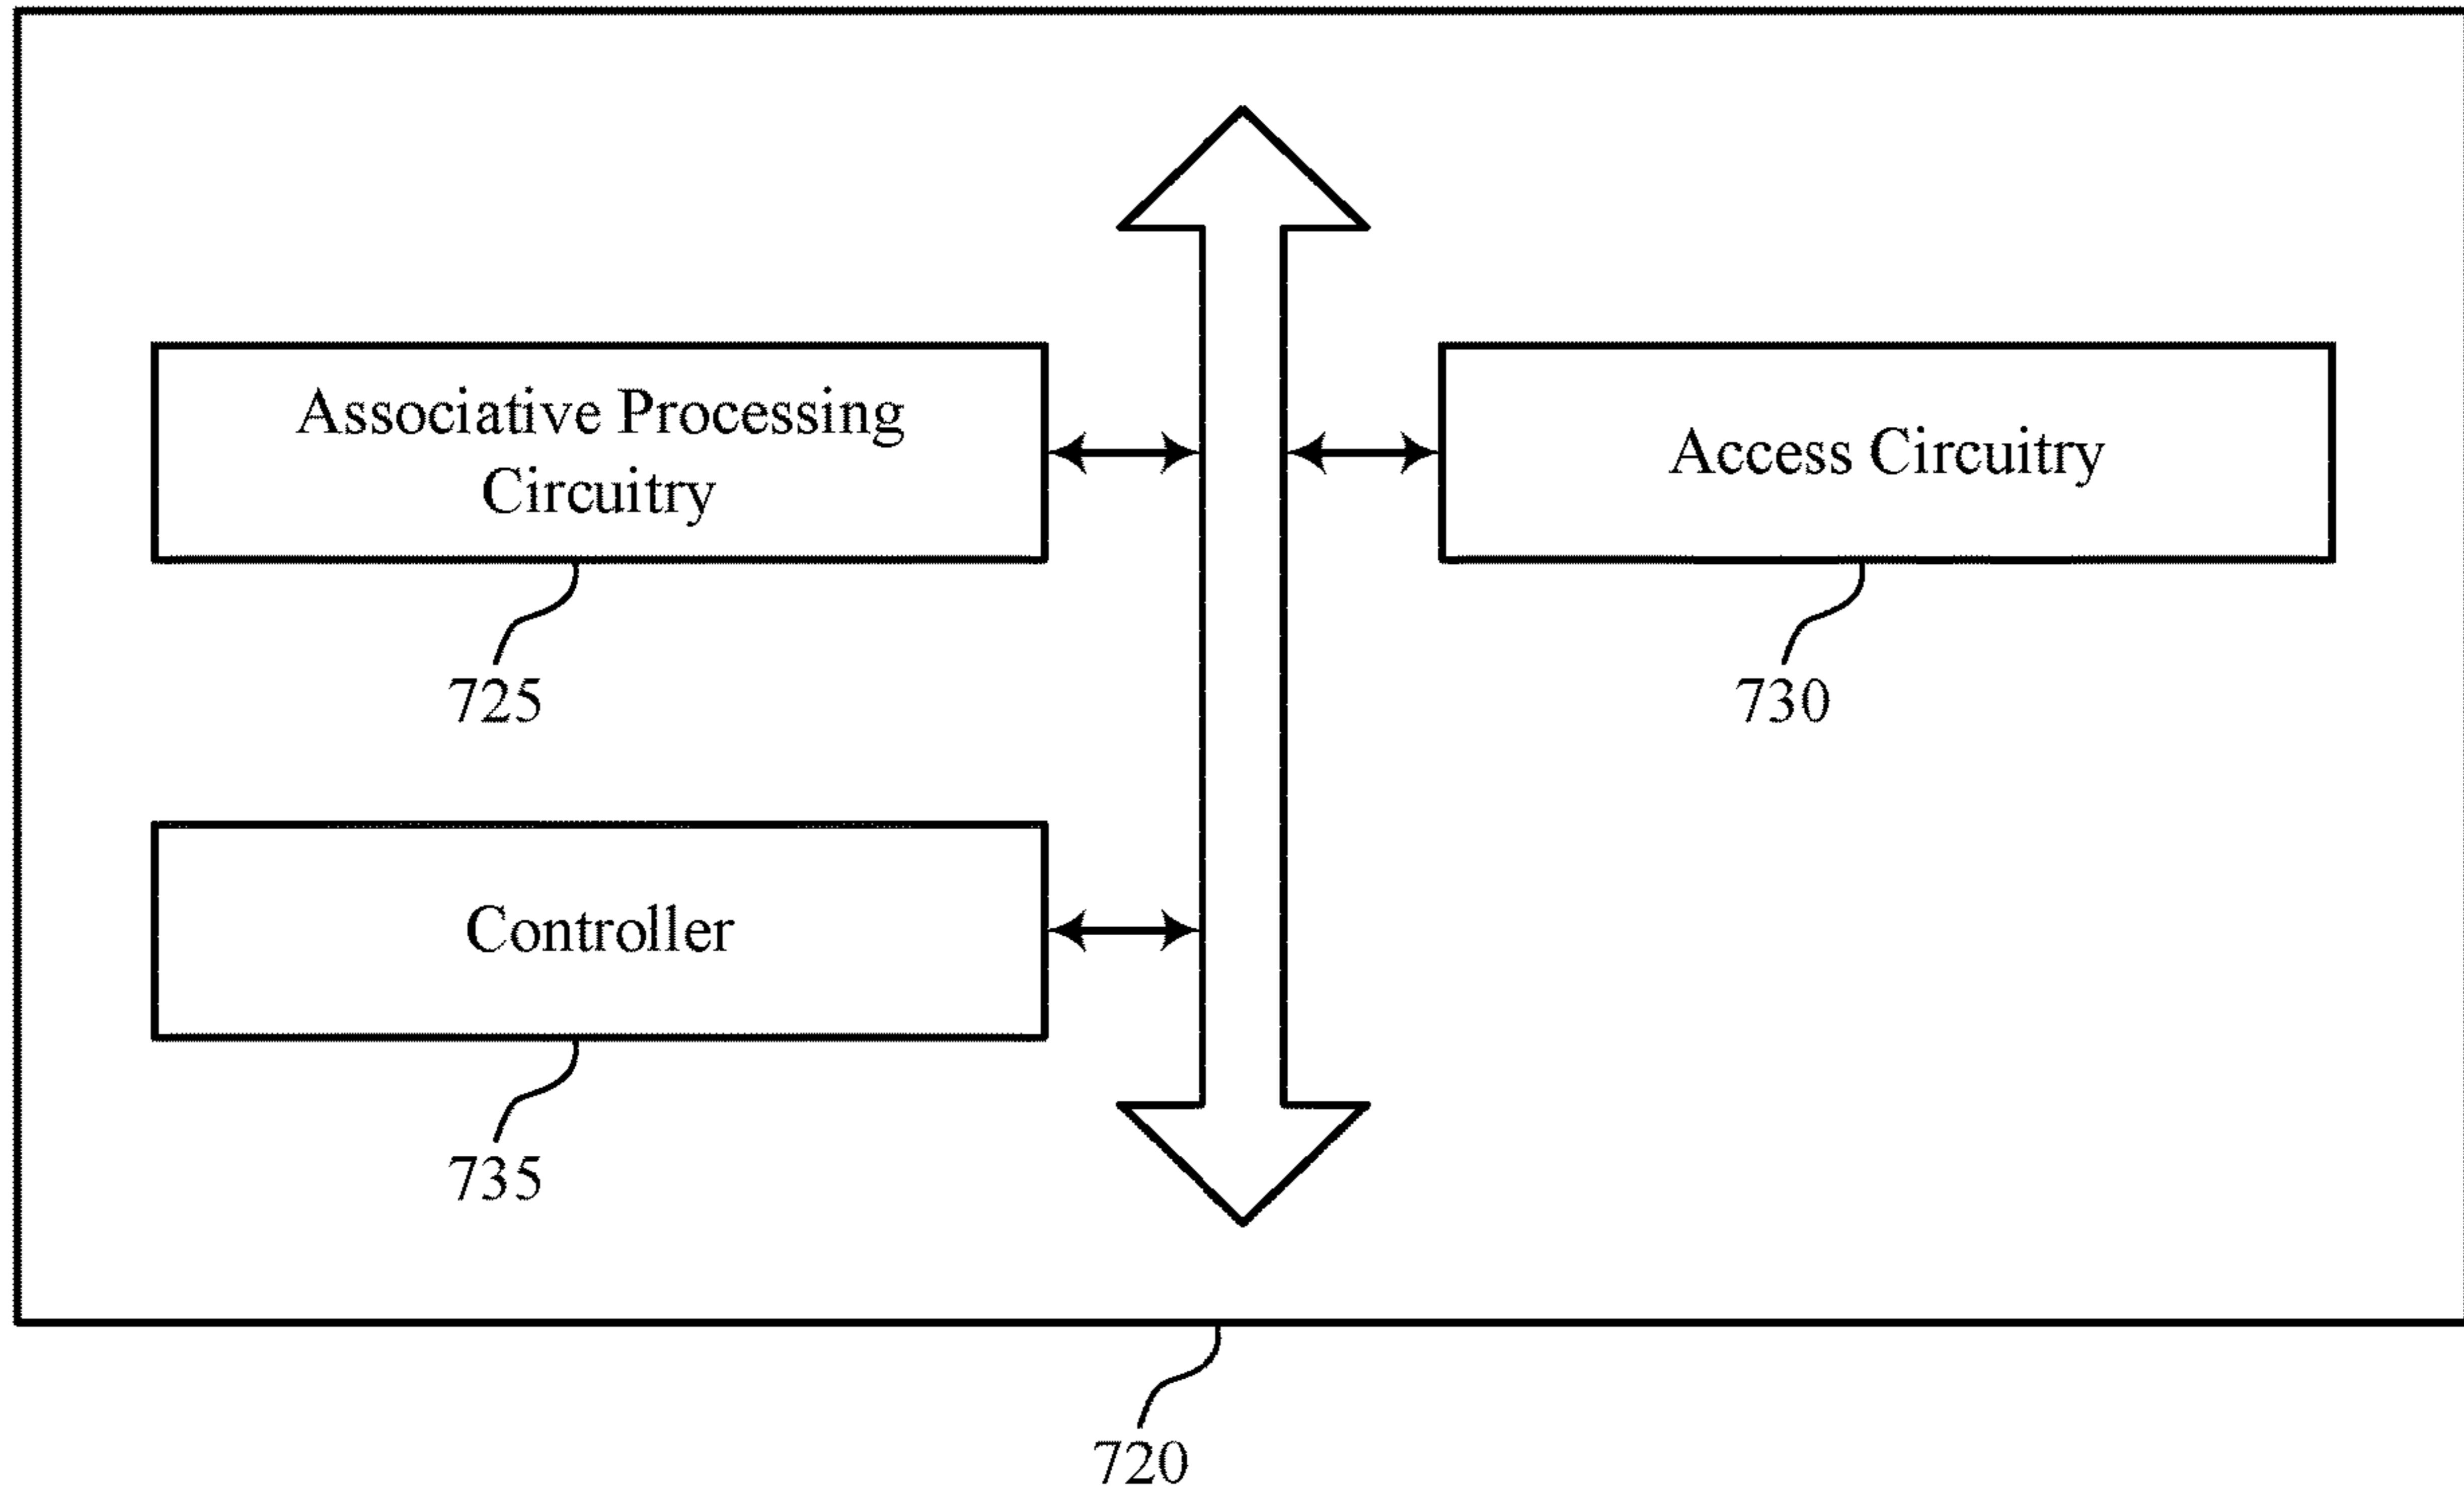 Associative Processing
Circuitry
Access Circuitry
725
730
Controller
735
720